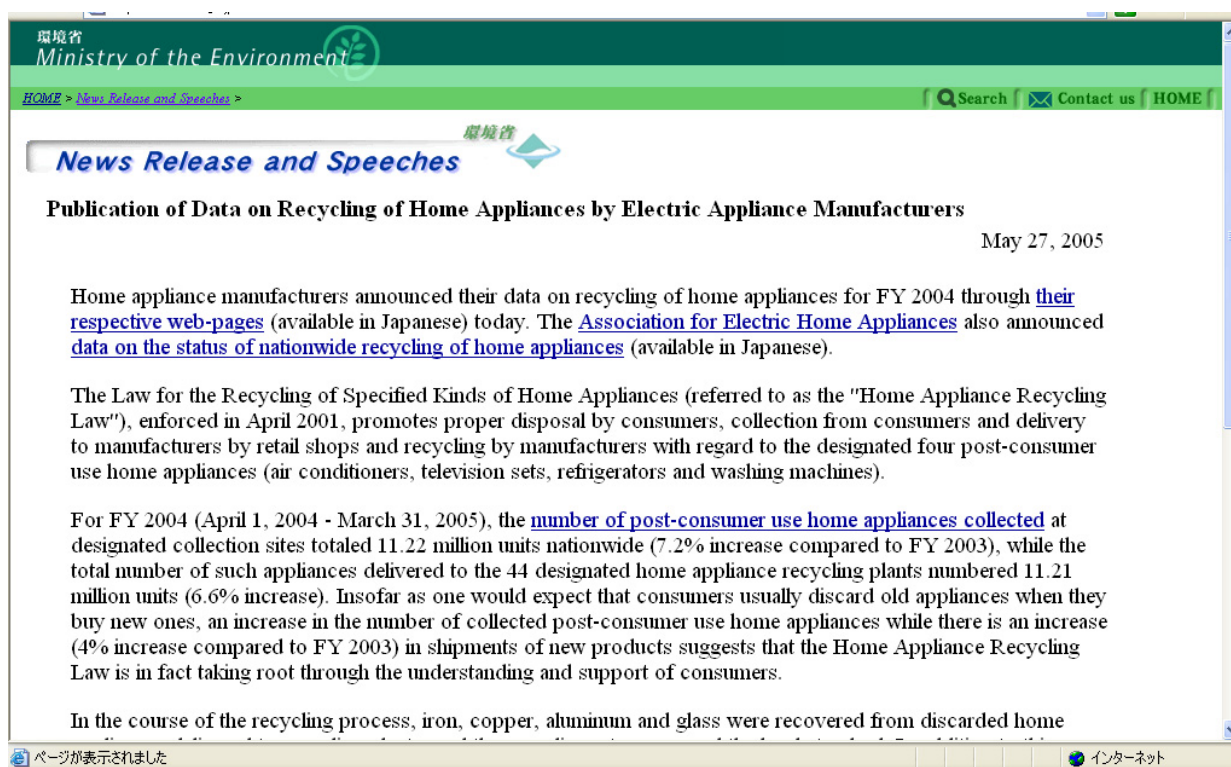 環境省
Ministry of the Environment
HOME > News Release and Speeches >
Search Contact us HOME
環境省
News Release and Speeches
Publication of Data on Recycling of Home Appliances by Electric Appliance Manufacturers
May 27, 2005
Home appliance manufacturers announced their data on recycling of home appliances for FY 2004 through their
respective web-pages (available in Japanese) today. The Association for Electric Home Appliances also announced
data on the status of nationwide recycling of home appliances (available in Japanese).
The Law for the Recycling of Specified Kinds of Home Appliances (referred to as the "Home Appliance Recycling
Law"), enforced in April 2001, promotes proper disposal by consumers, collection from consumers and delivery
to manufacturers by retail shops and recycling by manufacturers with regard to the designated four post-consumer
use home appliances (air conditioners, television sets, refrigerators and washing machines).
For FY 2004 (April 1, 2004 - March 31, 2005), the number of post-consumer use home appliances collected at
designated collection sites totaled 11.22 million units nationwide (7.2% increase compared to FY 2003), while the
total number of such appliances delivered to the 44 designated home appliance recycling plants numbered 11.21
million units (6.6% increase). Insofar as one would expect that consumers usually discard old appliances when they
buy new ones, an increase in the number of collected post-consumer use home appliances while there is an increase
(4% increase compared to FY 2003) in shipments of new products suggests that the Home Appliance Recycling
Law is in fact taking root through the understanding and support of consumers.
In the course of the recycling process, iron, copper, aluminum and glass were recovered from discarded home
ページが表示されました
インターネット